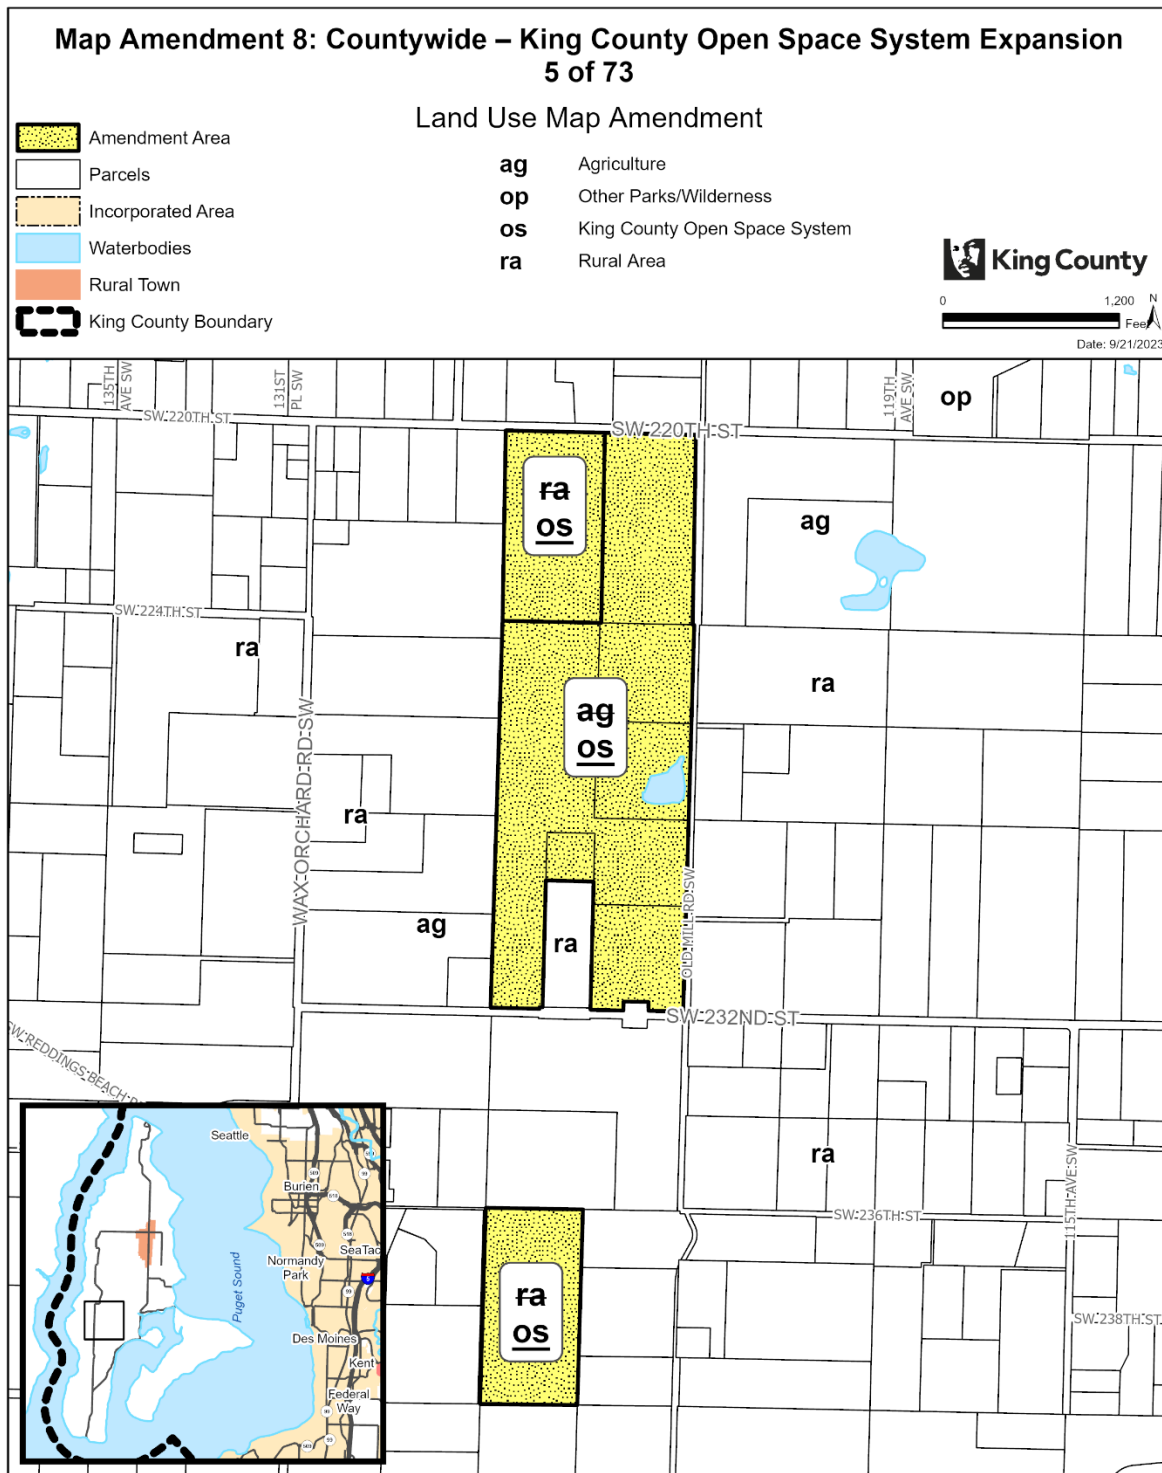 Map Amendment 8: Countywide – King County Open Space System Expansion
5 of 73
Land Use Map Amendment
Amendment Area
Parcels
Incorporated Area
Waterbodies
Rural Town
King County Boundary
ag Agriculture
op Other Parks/Wilderness
os King County Open Space System
ra Rural Area
King County
0 1,200
Feet
N
Date: 9/21/2023
135TH
AVE SW
131ST
PL SW
119TH
AVE SW
op
SW 220TH ST
SW 220TH ST
ra
os
ag
SW 224TH ST
ra
ra
ag
os
WAX ORCHARD RD SW
ra
ag
ra
OLD MILL RD SW
SW 232ND ST
SW REDDINGS BEACH
ra
115TH AVE SW
SW 236TH ST
ra
os
SW 238TH ST
Seattle
Burien
SeaTac
Normandy
Park
Puget Sound
Des Moines
Kent
Federal
Way
509
518
509
99
5